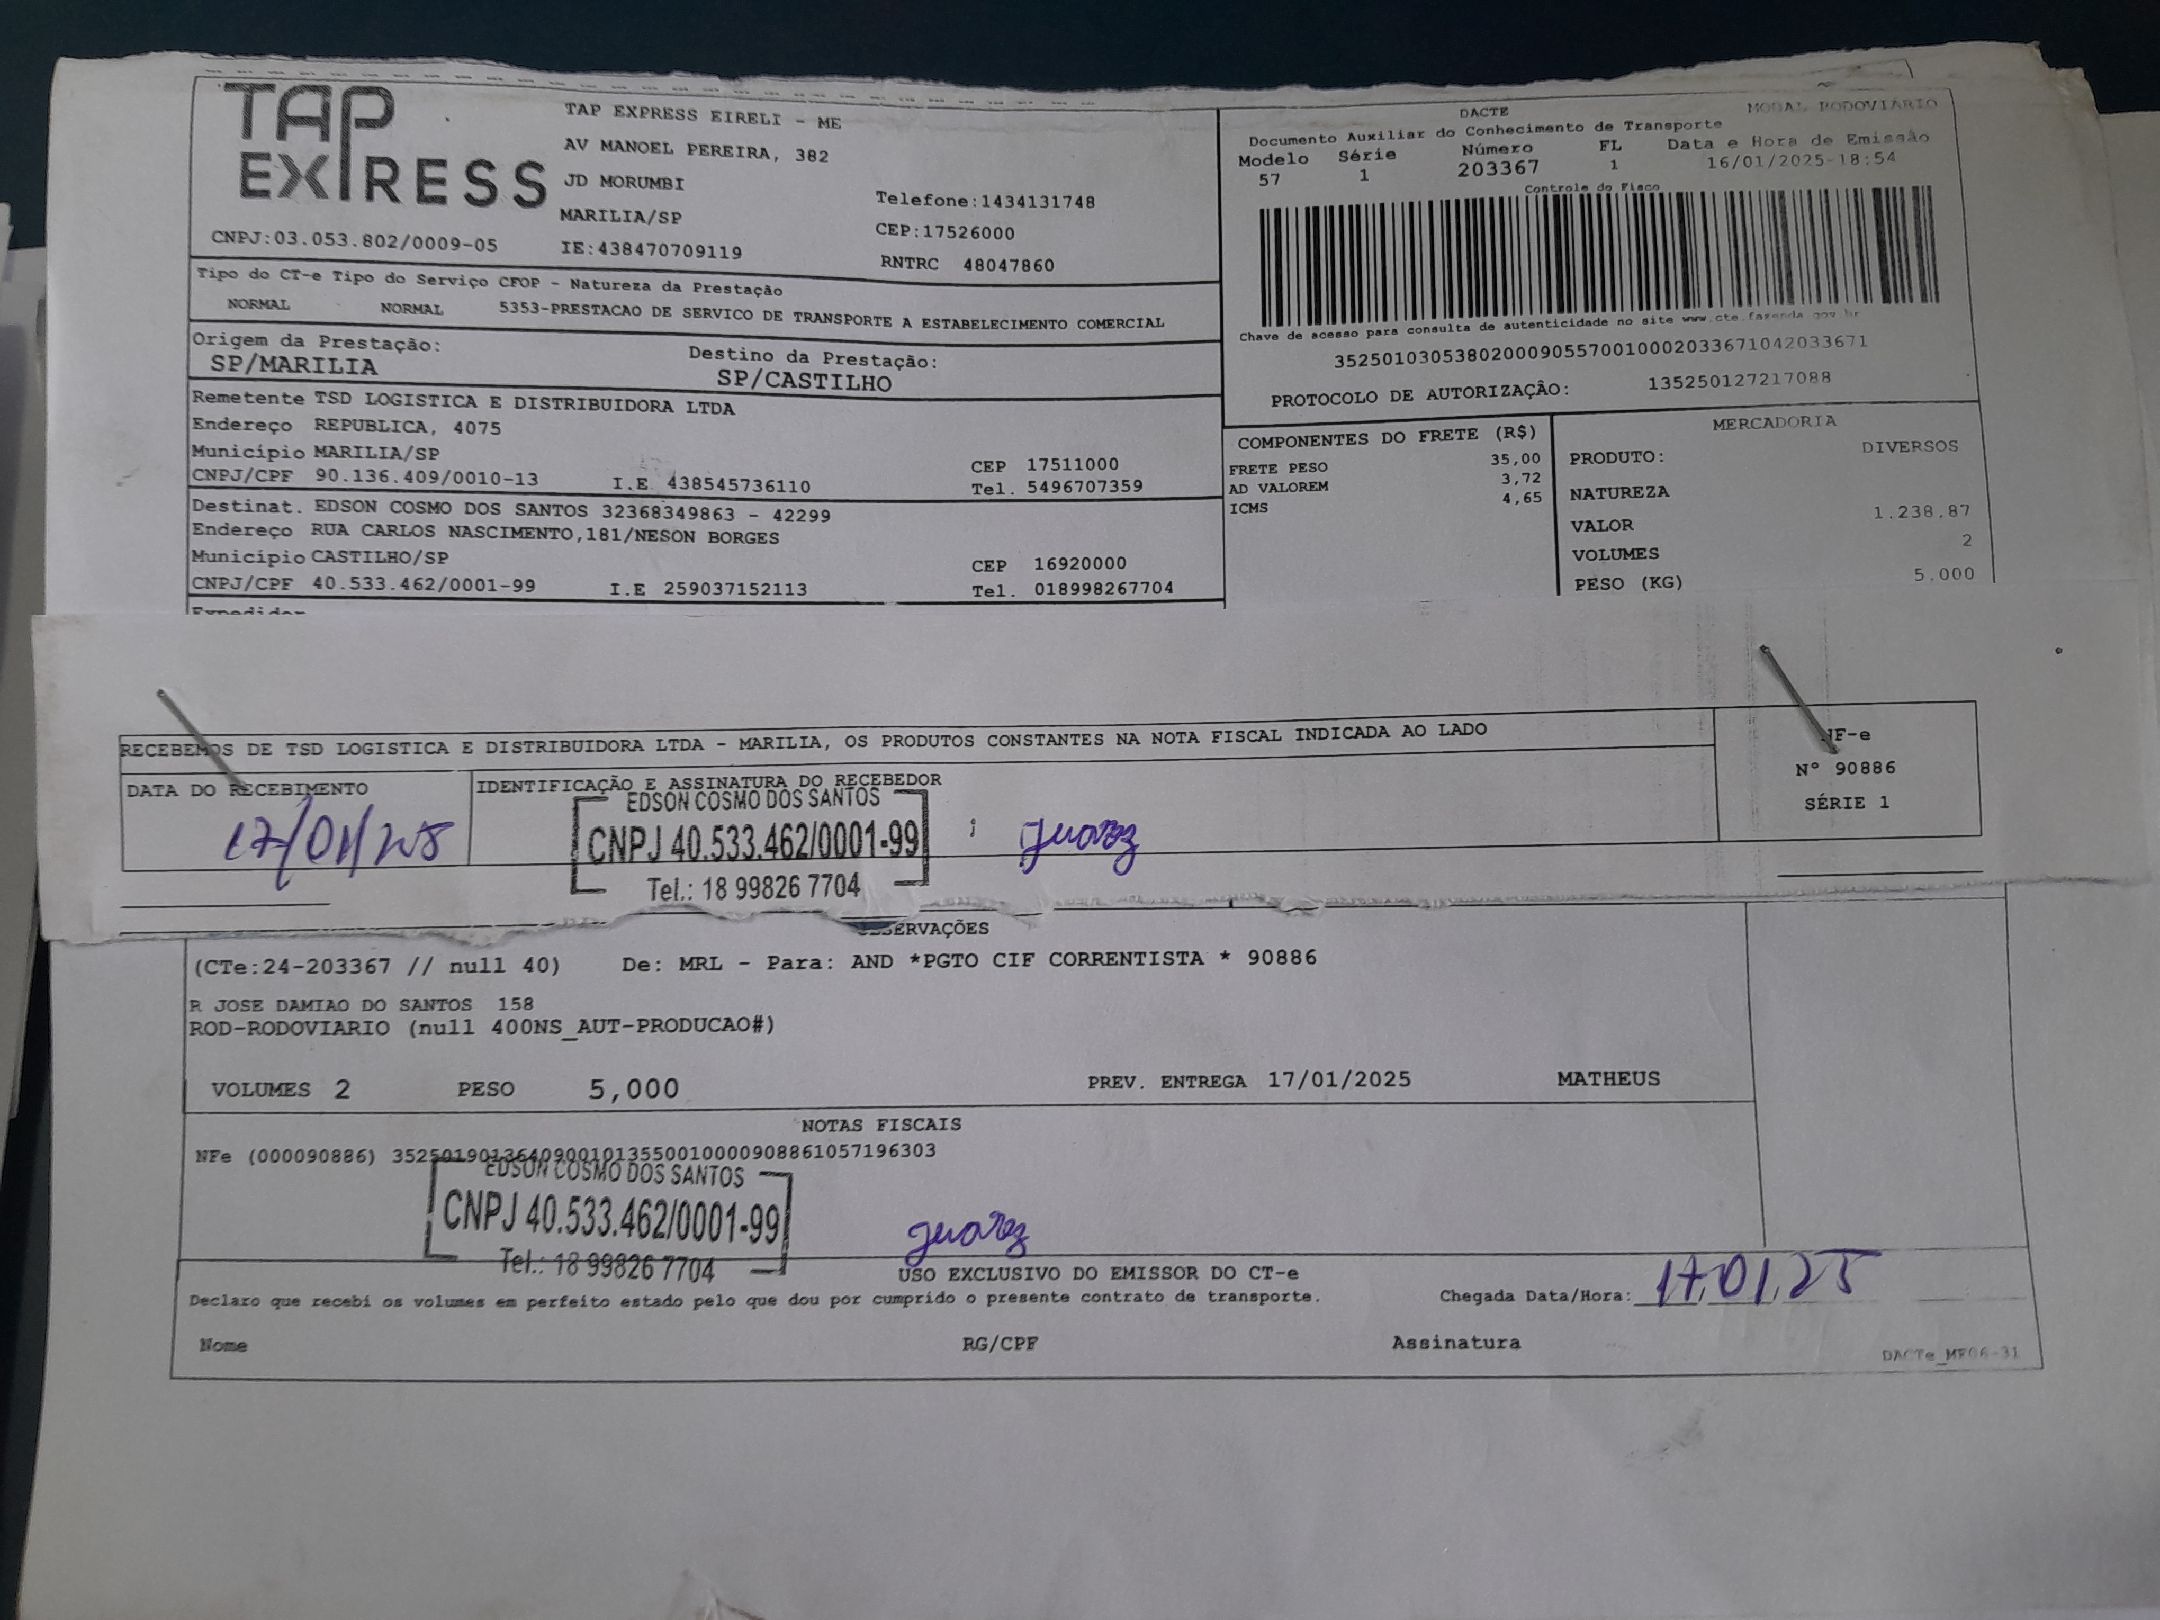 TAP EXPRESS
TAP EXPRESS EIRELI - ME
AV MANOEL PEREIRA, 382
JD MORUMBI
MARILIA/SP
Telefone:1434131748
CEP:17526000
CNPJ:03.053.802/0009-05
IE:438470709119
RNTRC 48047860
DACTE
MODAL RODOVIÁRIO
Documento Auxiliar do Conhecimento de Transporte
Modelo Série Número FL Data e Hora de Emissão
57 1 203367 1 16/01/2025-18:54
Controle do Fisco
Chave de acesso para consulta de autenticidade no site www.cte.fazenda.gov.br
35250103053802000905570010002033671042033671
PROTOCOLO DE AUTORIZAÇÃO: 135250127217088
Tipo do CT-e Tipo do Serviço CFOP - Natureza da Prestação
NORMAL NORMAL 5353-PRESTACAO DE SERVICO DE TRANSPORTE A ESTABELECIMENTO COMERCIAL
Origem da Prestação: Destino da Prestação:
SP/MARILIA SP/CASTILHO
Remetente TSD LOGISTICA E DISTRIBUIDORA LTDA
Endereço REPUBLICA, 4075
Município MARILIA/SP CEP 17511000
CNPJ/CPF 90.136.409/0010-13 I.E 438545736110 Tel. 5496707359
Destinat. EDSON COSMO DOS SANTOS 32368349863 - 42299
Endereço RUA CARLOS NASCIMENTO,181/NESON BORGES
Município CASTILHO/SP CEP 16920000
CNPJ/CPF 40.533.462/0001-99 I.E 259037152113 Tel. 018998267704
COMPONENTES DO FRETE (R$)
FRETE PESO 35,00
AD VALOREM 3,72
ICMS 4,65
MERCADORIA
PRODUTO: DIVERSOS
NATUREZA
VALOR 1.238,87
VOLUMES 2
PESO (KG) 5,000
RECEBEMOS DE TSD LOGISTICA E DISTRIBUIDORA LTDA - MARILIA, OS PRODUTOS CONSTANTES NA NOTA FISCAL INDICADA AO LADO
NF-e
Nº 90886
SÉRIE 1
DATA DO RECEBIMENTO
IDENTIFICAÇÃO E ASSINATURA DO RECEBEDOR
EDSON COSMO DOS SANTOS
CNPJ 40.533.462/0001-99
Tel.: 18 99826 7704
juarez
OBSERVAÇÕES
(CTe:24-203367 // null 40) De: MRL - Para: AND *PGTO CIF CORRENTISTA * 90886
R JOSE DAMIAO DO SANTOS 158
ROD-RODOVIARIO (null 400NS_AUT-PRODUCAO#)
VOLUMES 2 PESO 5,000 PREV. ENTREGA 17/01/2025 MATHEUS
NOTAS FISCAIS
NFe (000090886) 35250190136409001013550010000908861057196303
EDSON COSMO DOS SANTOS
CNPJ 40.533.462/0001-99
Tel.: 18 99826 7704
juarez
USO EXCLUSIVO DO EMISSOR DO CT-e
Declaro que recebi os volumes em perfeito estado pelo que dou por cumprido o presente contrato de transporte.
Chegada Data/Hora: 17,01,25
Nome RG/CPF Assinatura
DACTe_MF06-31